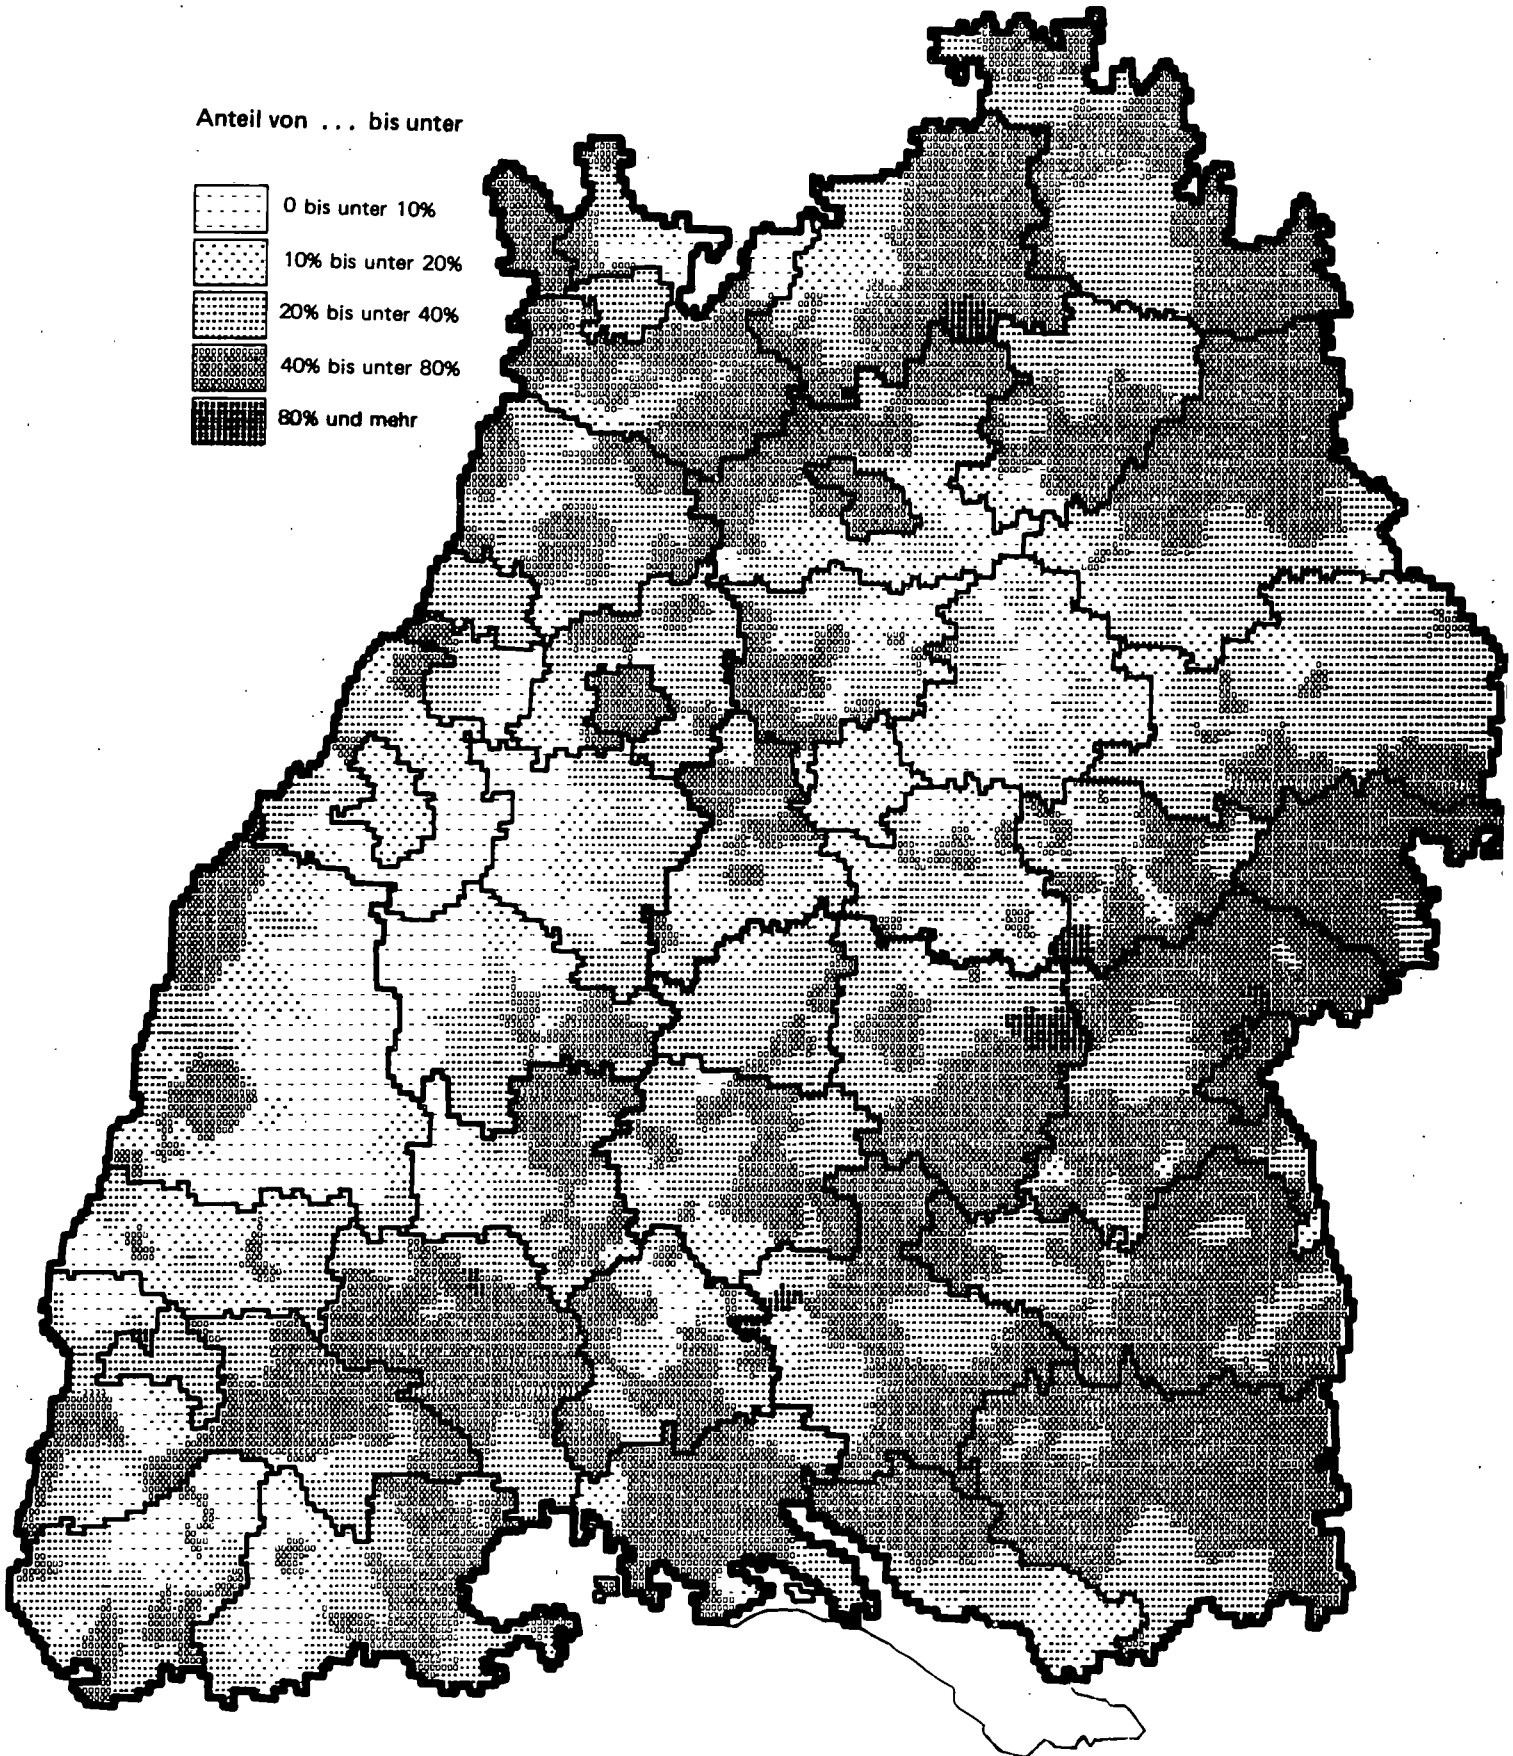 Anteil von ... bis unter
0 bis unter 10%
10% bis unter 20%
20% bis unter 40%
40% bis unter 80%
80% und mehr